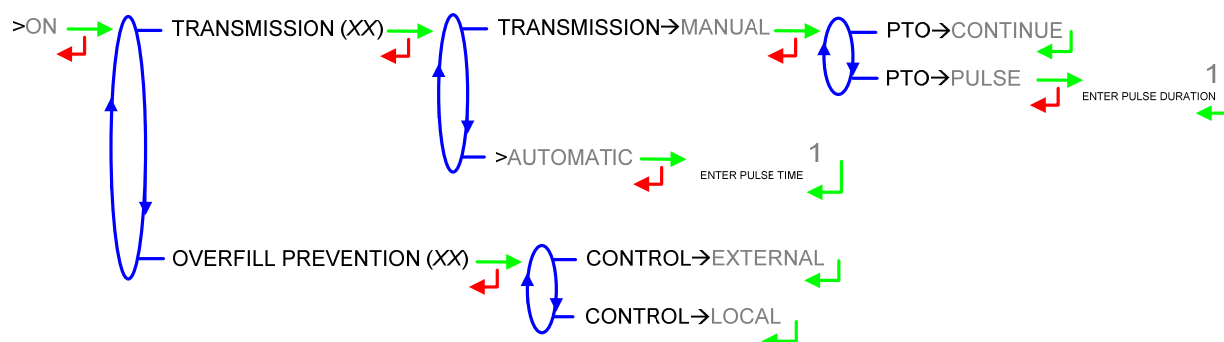 >ON
TRANSMISSION (XX)
TRANSMISSION→MANUAL
PTO→CONTINUE
PTO→PULSE
1
ENTER PULSE DURATION
>AUTOMATIC
1
ENTER PULSE TIME
OVERFILL PREVENTION (XX)
CONTROL→EXTERNAL
CONTROL→LOCAL